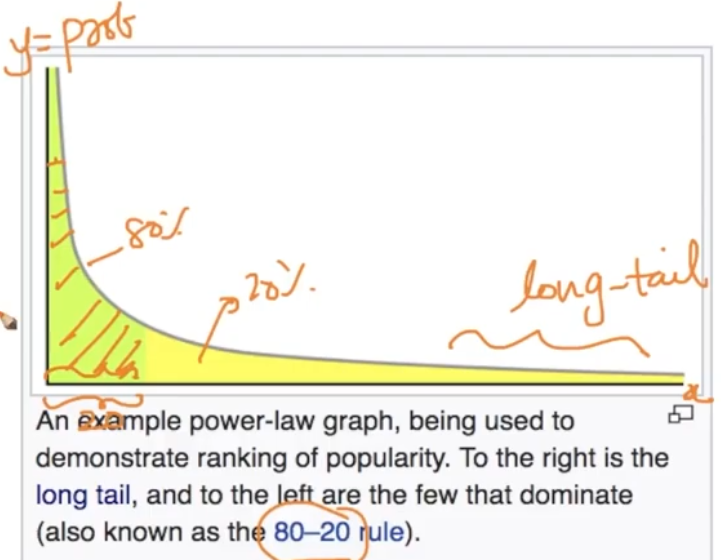 y= prob
80%
20%
long-tail
x
20
An example power-law graph, being used to
demonstrate ranking of popularity. To the right is the
long tail, and to the left are the few that dominate
(also known as the 80–20 rule).